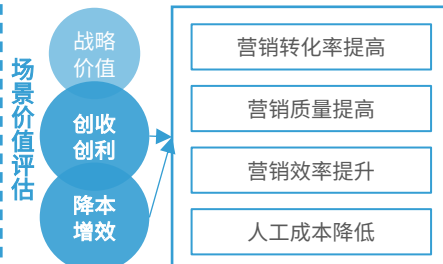 场景价值评估
战略
价值
创收
创利
降本
增效
营销转化率提高
营销质量提高
营销效率提升
人工成本降低